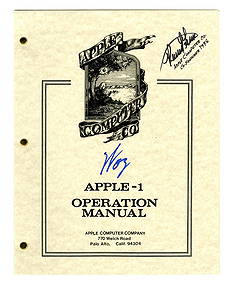 APPLE COMPUTER CO
Woz
APPLE-1
OPERATION
MANUAL
APPLE COMPUTER COMPANY
770 Welch Road
Palo Alto, Calif. 94304